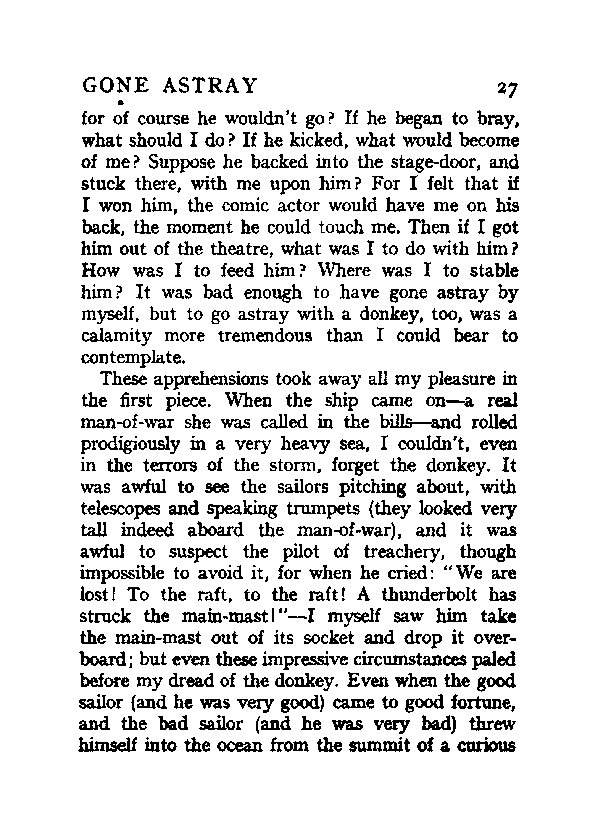 GONE ASTRAY 27
for of course he wouldn't go? If he began to bray,
what should I do? If he kicked, what would become
of me? Suppose he backed into the stage-door, and
stuck there, with me upon him? For I felt that if
I won him, the comic actor would have me on his
back, the moment he could touch me. Then if I got
him out of the theatre, what was I to do with him?
How was I to feed him? Where was I to stable
him? It was bad enough to have gone astray by
myself, but to go astray with a donkey, too, was a
calamity more tremendous than I could bear to
contemplate.
These apprehensions took away all my pleasure in
the first piece. When the ship came on—a real
man-of-war she was called in the bills—and rolled
prodigiously in a very heavy sea, I couldn't, even
in the terrors of the storm, forget the donkey. It
was awful to see the sailors pitching about, with
telescopes and speaking trumpets (they looked very
tall indeed aboard the man-of-war), and it was
awful to suspect the pilot of treachery, though
impossible to avoid it, for when he cried: "We are
lost! To the raft, to the raft! A thunderbolt has
struck the main-mast!"—I myself saw him take
the main-mast out of its socket and drop it over-
board; but even these impressive circumstances paled
before my dread of the donkey. Even when the good
sailor (and he was very good) came to good fortune,
and the bad sailor (and he was very bad) threw
himself into the ocean from the summit of a curious